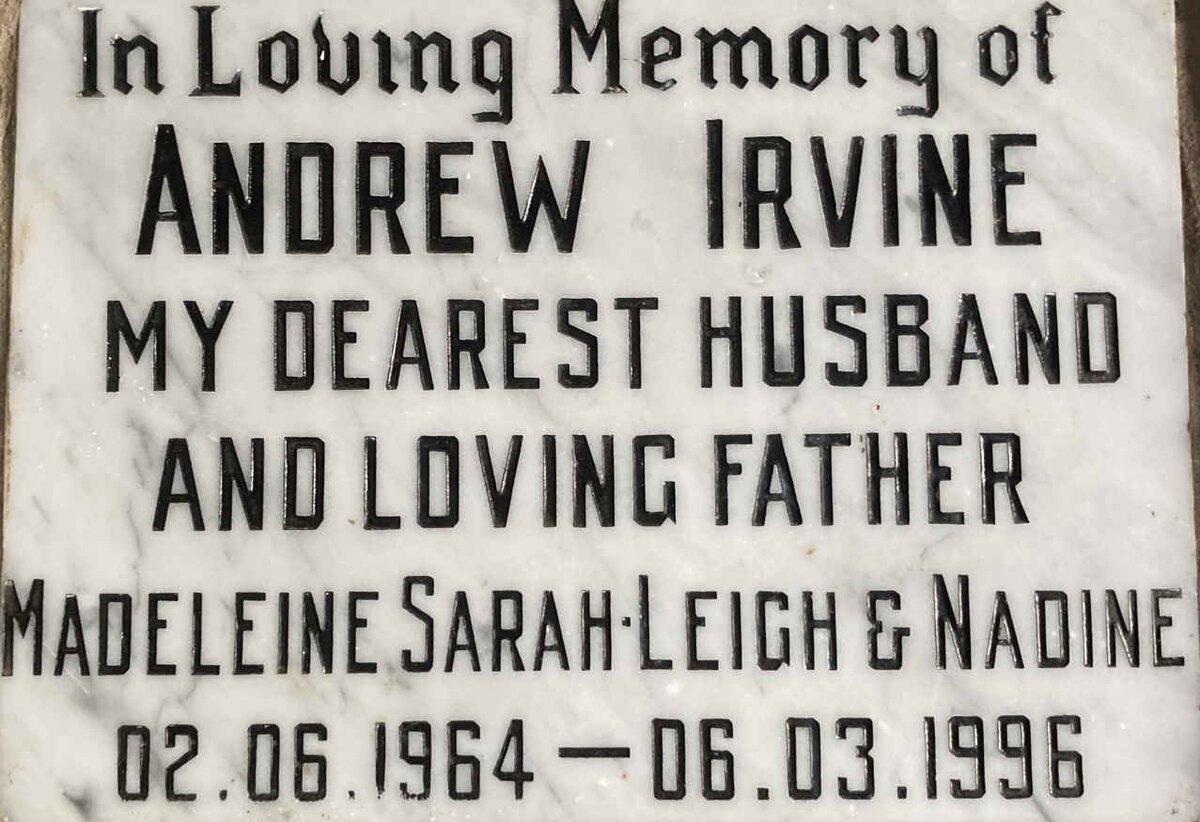 In Loving Memory of
ANDREW IRVINE
MY DEAREST HUSBAND
AND LOVING FATHER
MADELEINE SARAH-LEIGH & NADINE
02.06.1964 — 06.03.1996